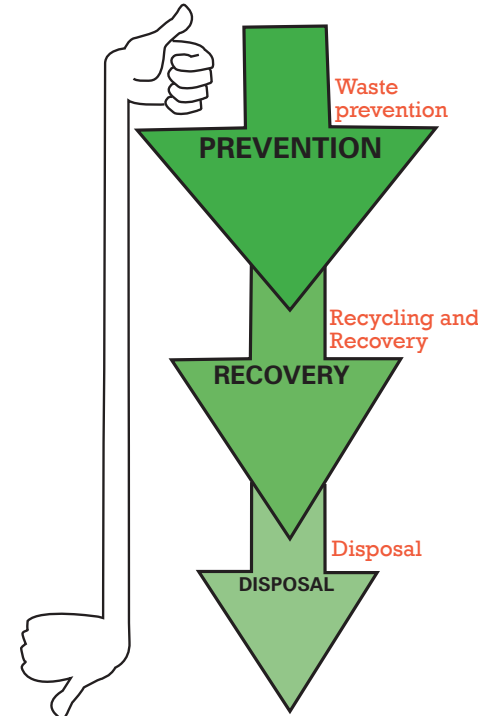 Waste
prevention
PREVENTION
Recycling and
Recovery
RECOVERY
Disposal
DISPOSAL